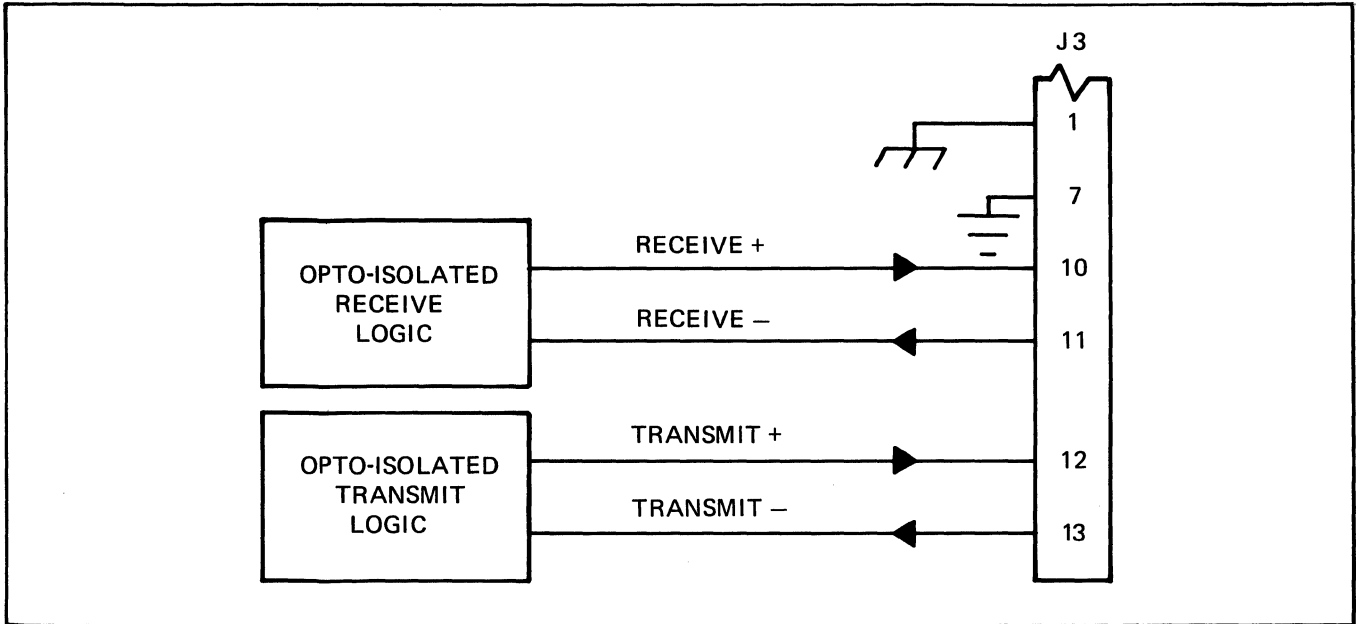 J3
1
7
RECEIVE +
OPTO-ISOLATED
RECEIVE
LOGIC
10
RECEIVE –
11
TRANSMIT +
OPTO-ISOLATED
TRANSMIT
LOGIC
12
TRANSMIT –
13